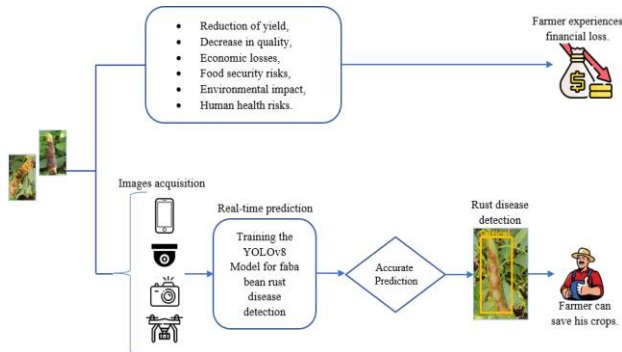 Reduction of yield,
Decrease in quality,
Economic losses,
Food security risks,
Environmental impact,
Human health risks.
Farmer experiences
financial loss.
Images acquisition
Real-time prediction
Training the
YOLOv8
Model for faba
bean rust
disease
detection
Accurate
Prediction
Rust disease
detection
Farmer can
save his crops.